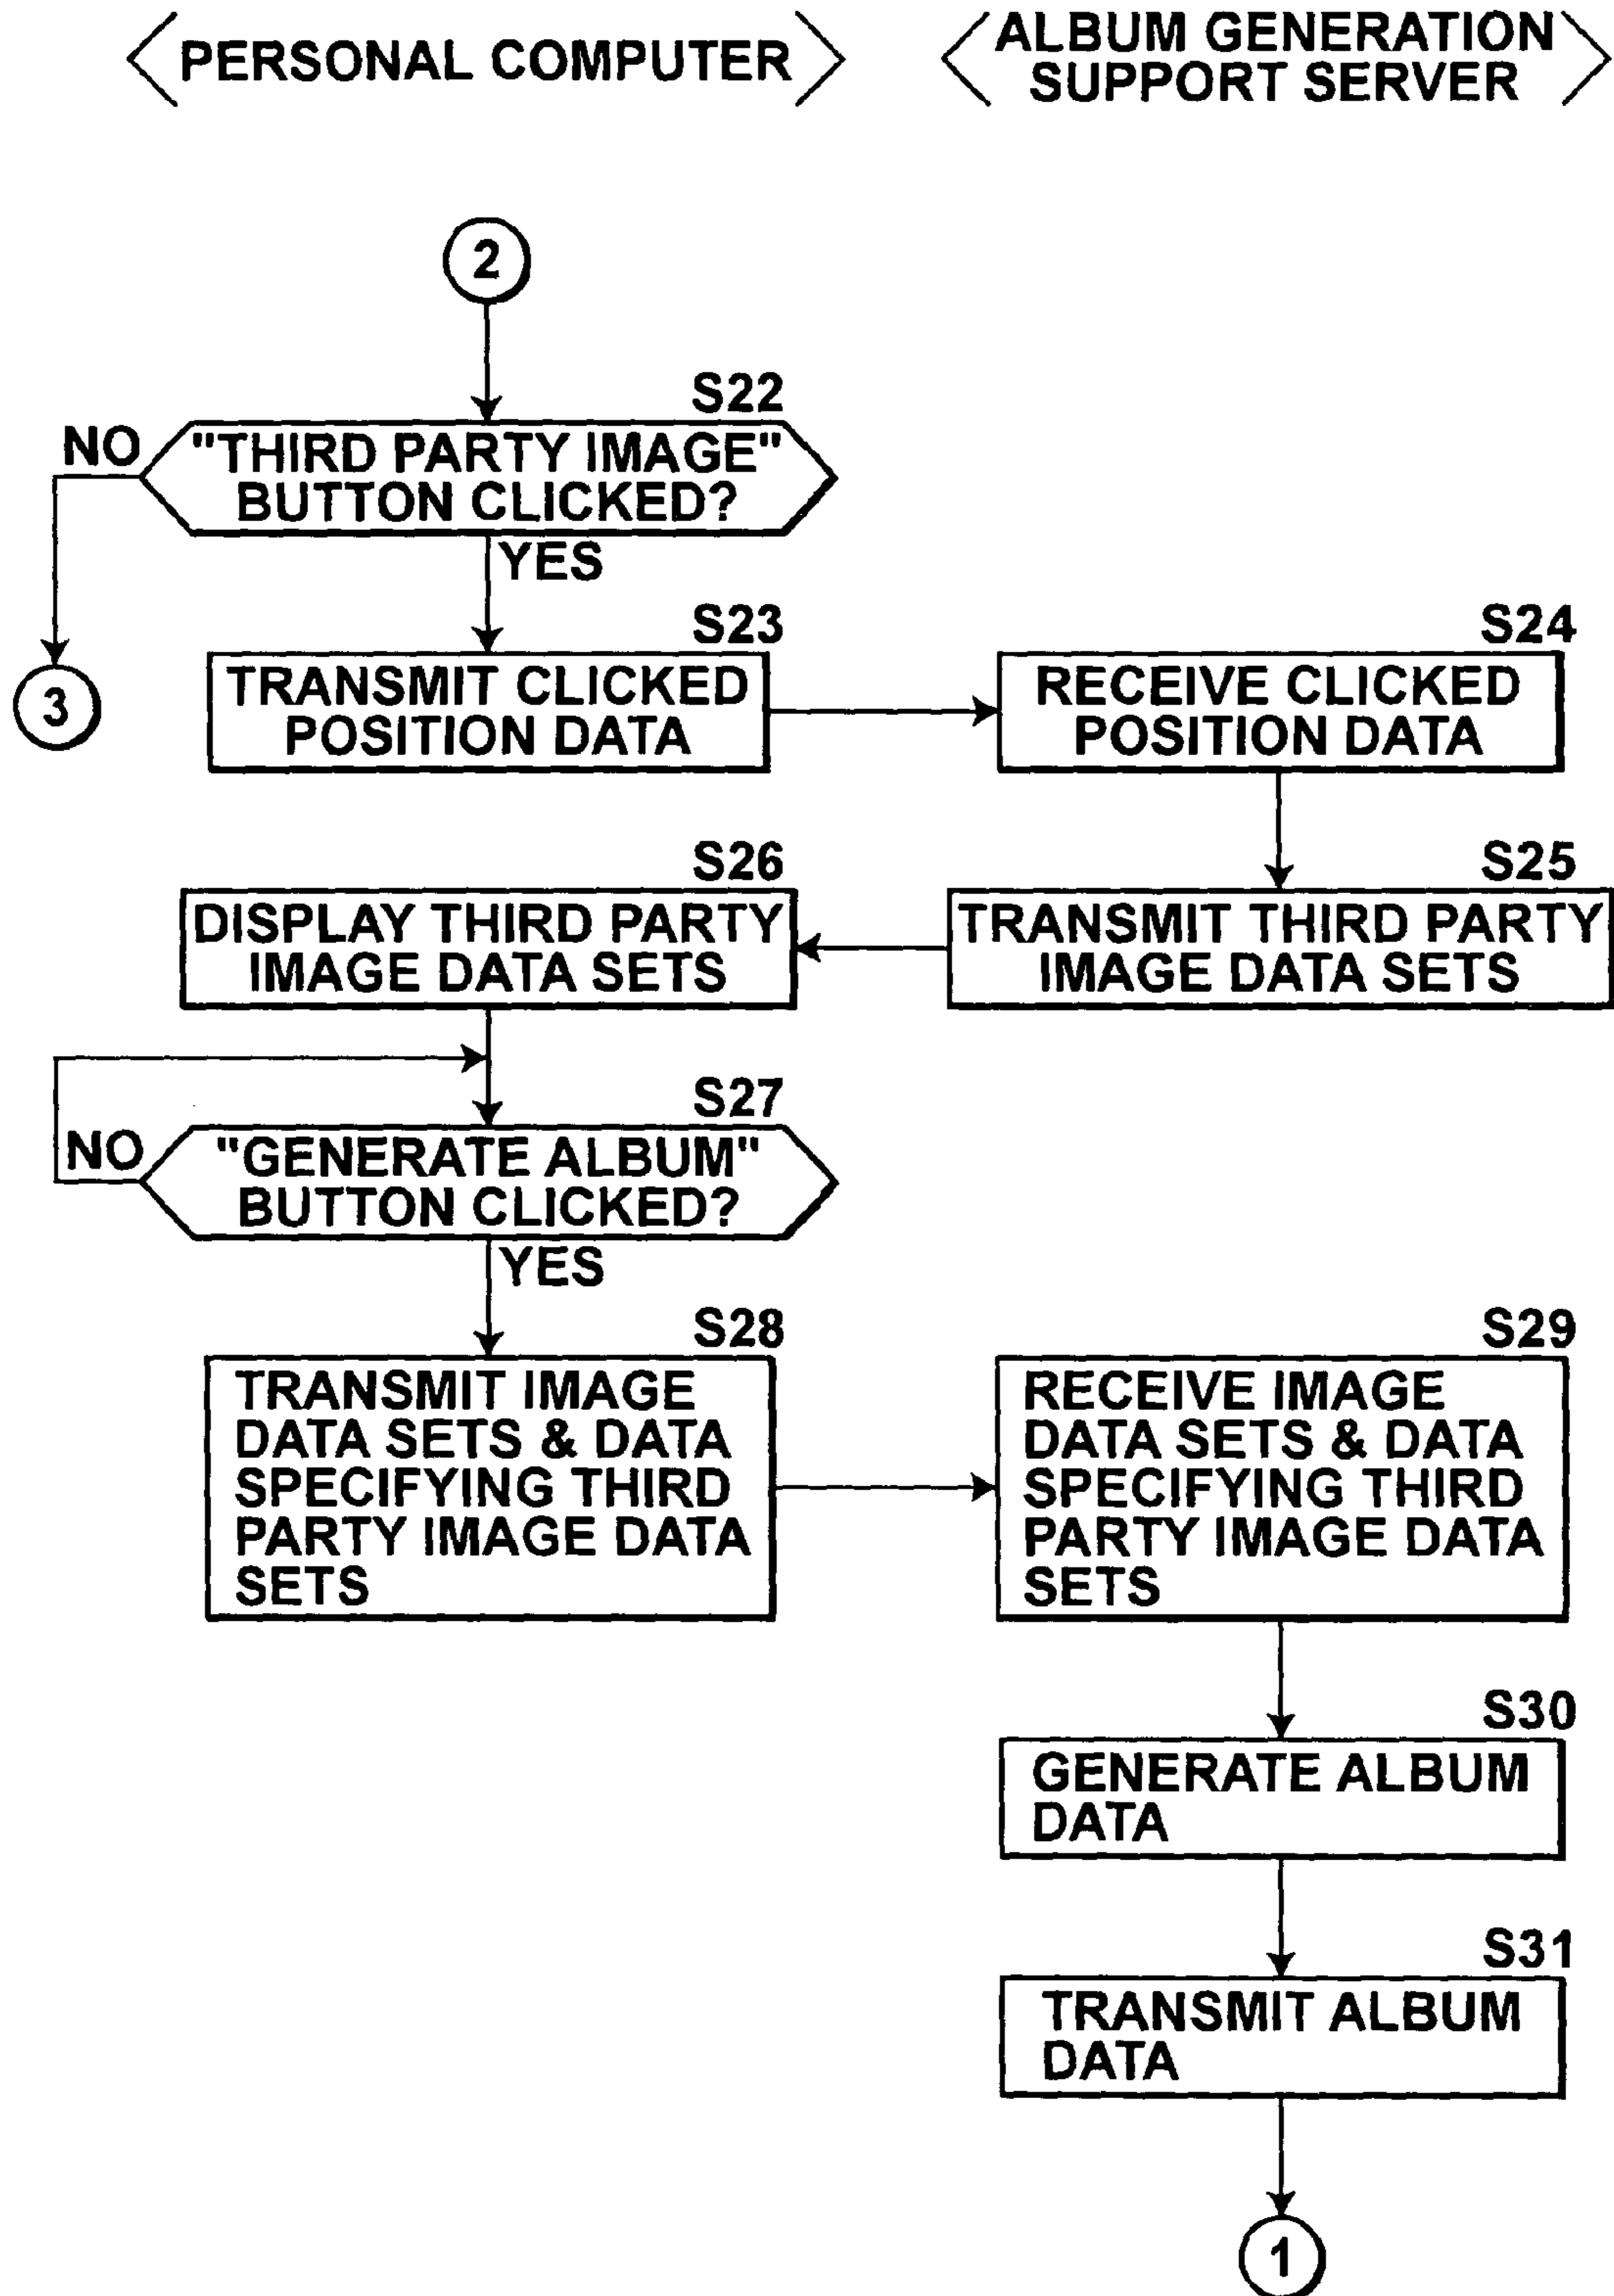 PERSONAL COMPUTER
ALBUM GENERATION
SUPPORT SERVER
2
S22
NO
"THIRD PARTY IMAGE"
BUTTON CLICKED?
YES
3
S23
TRANSMIT CLICKED
POSITION DATA
S24
RECEIVE CLICKED
POSITION DATA
S26
DISPLAY THIRD PARTY
IMAGE DATA SETS
S25
TRANSMIT THIRD PARTY
IMAGE DATA SETS
S27
NO
"GENERATE ALBUM"
BUTTON CLICKED?
YES
S28
TRANSMIT IMAGE
DATA SETS & DATA
SPECIFYING THIRD
PARTY IMAGE DATA
SETS
S29
RECEIVE IMAGE
DATA SETS & DATA
SPECIFYING THIRD
PARTY IMAGE DATA
SETS
S30
GENERATE ALBUM
DATA
S31
TRANSMIT ALBUM
DATA
1